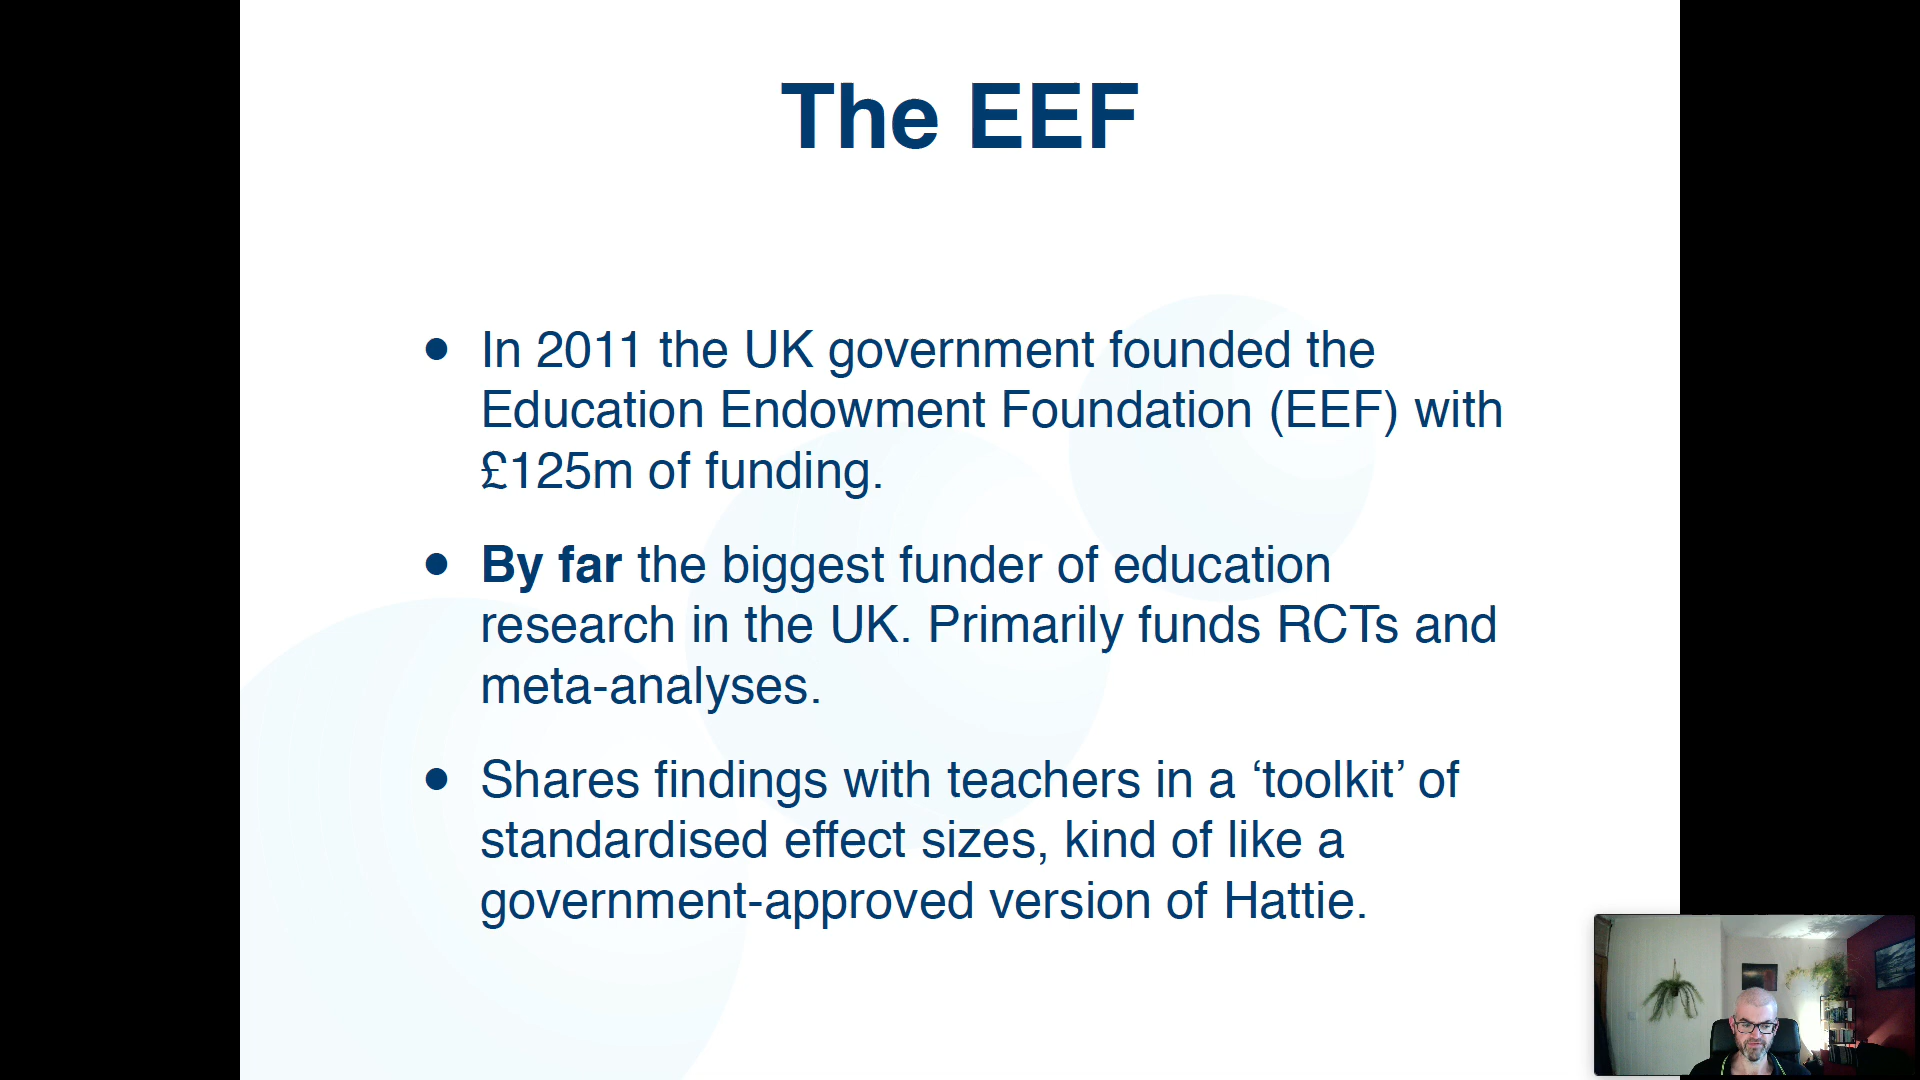 The EEF
• In 2011 the UK government founded the
Education Endowment Foundation (EEF) with
£125m of funding.
• By far the biggest funder of education
research in the UK. Primarily funds RCTs and
meta-analyses.
• Shares findings with teachers in a ‘toolkit’ of
standardised effect sizes, kind of like a
government-approved version of Hattie.